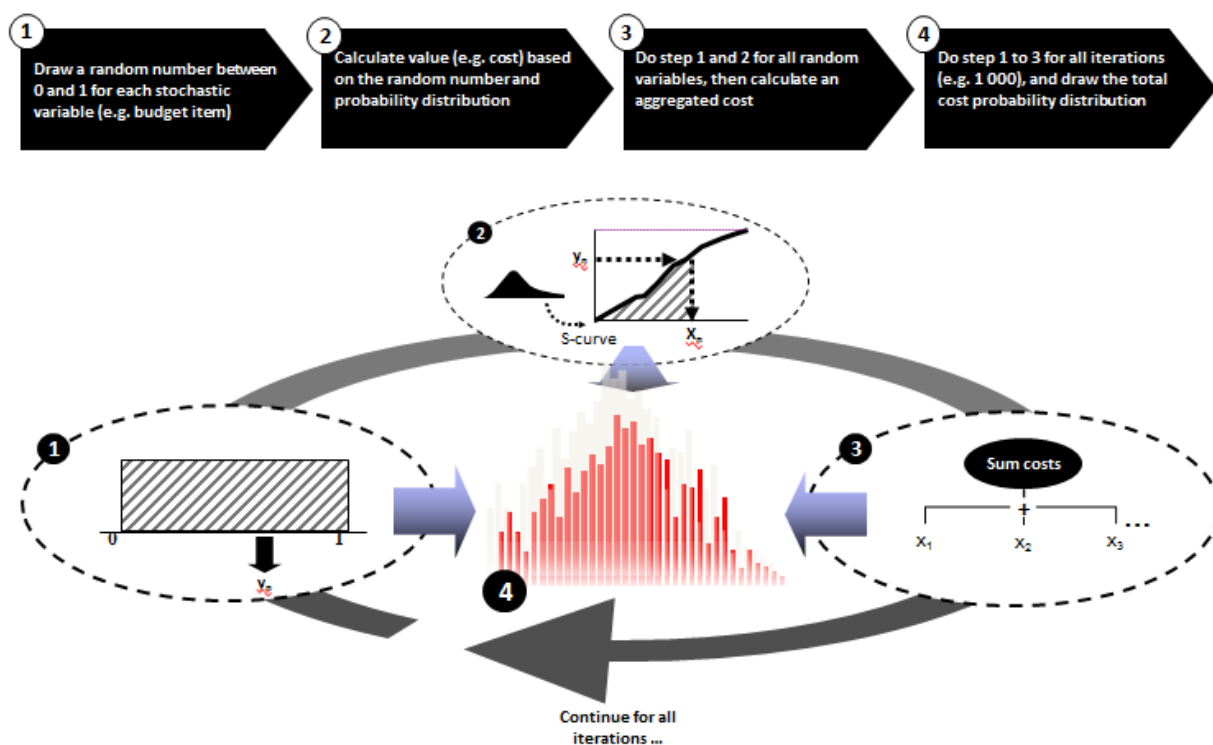 1
Draw a random number between
0 and 1 for each stochastic
variable (e.g. budget item)
2
Calculate value (e.g. cost) based
on the random number and
probability distribution
3
Do step 1 and 2 for all random
variables, then calculate an
aggregated cost
4
Do step 1 to 3 for all iterations
(e.g. 1 000), and draw the total
cost probability distribution
2
yn
S-curve
Xn
1
0 1
yn
3
Sum costs
+
x1 x2 x3 ...
4
Continue for all
iterations ...